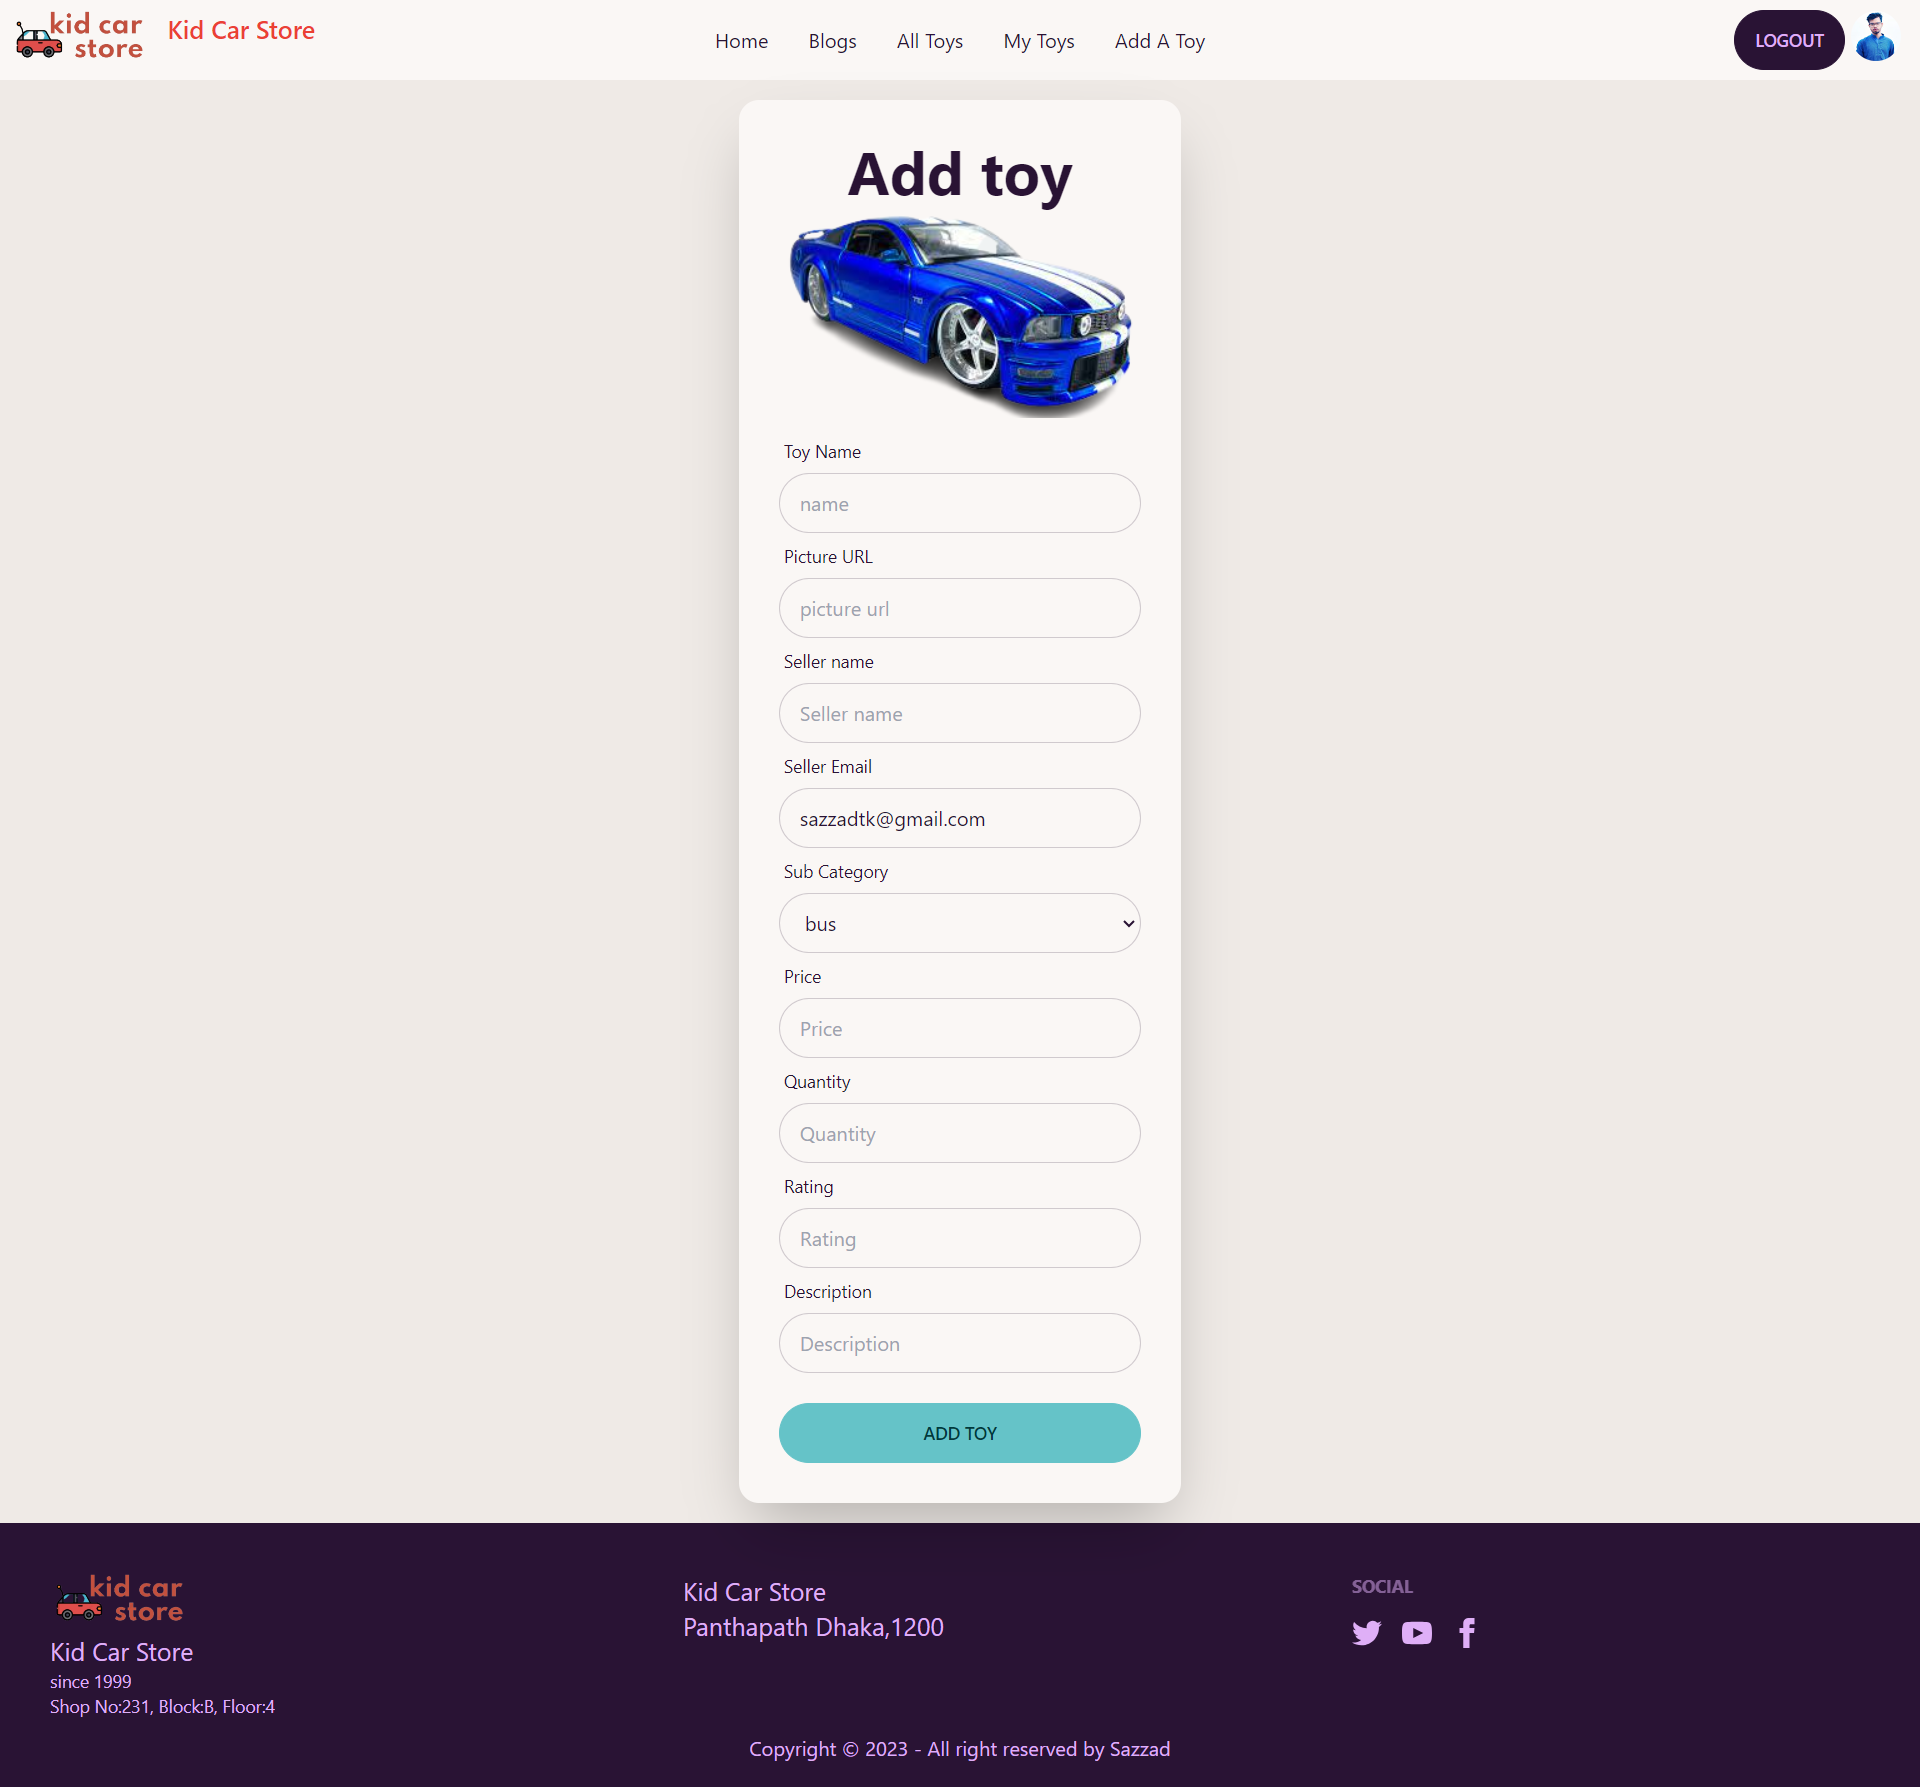 kid car
store
Kid Car Store
Home
Blogs
All Toys
My Toys
Add A Toy
LOGOUT
Add toy
Toy Name
name
Picture URL
picture url
Seller name
Seller name
Seller Email
sazzadtk@gmail.com
Sub Category
bus
Price
Price
Quantity
Quantity
Rating
Rating
Description
Description
ADD TOY
kid car
store
Kid Car Store
since 1999
Shop No:231, Block:B, Floor:4
Kid Car Store
Panthapath Dhaka,1200
SOCIAL
Copyright © 2023 - All right reserved by Sazzad